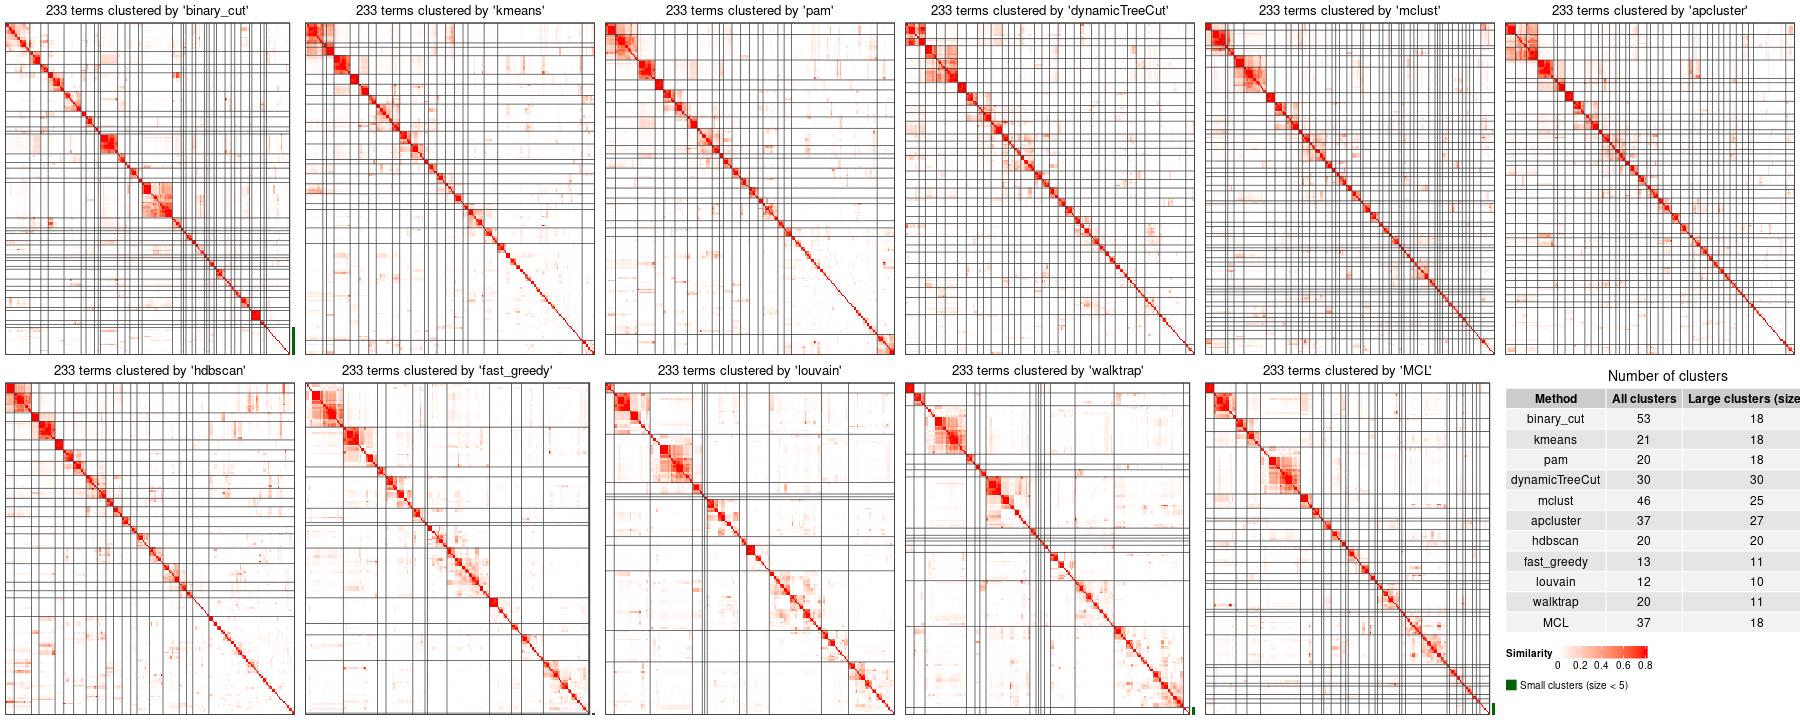 233 terms clustered by 'binary_cut'
233 terms clustered by 'kmeans'
233 terms clustered by 'pam'
233 terms clustered by 'dynamicTreeCut'
233 terms clustered by 'mclust'
233 terms clustered by 'apcluster'
233 terms clustered by 'hdbscan'
233 terms clustered by 'fast_greedy'
233 terms clustered by 'louvain'
233 terms clustered by 'walktrap'
233 terms clustered by 'MCL'
Number of clusters
Method All clusters Large clusters (size
binary_cut 53 18
kmeans 21 18
pam 20 18
dynamicTreeCut 30 30
mclust 46 25
apcluster 37 27
hdbscan 20 20
fast_greedy 13 11
louvain 12 10
walktrap 20 11
MCL 37 18
Similarity
0 0.2 0.4 0.6 0.8
Small clusters (size < 5)